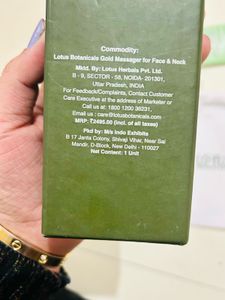 Commodity:
Lotus Botanicals Gold Massager for Face & Neck
Mktd. By: Lotus Herbals Pvt. Ltd.
B - 9, SECTOR - 58, NOIDA- 201301,
Uttar Pradesh, INDIA
For Feedback/Complaints, Contact Customer
Care Executive at the address of Marketer or
Call us at: 1800 1200 36231,
Email us : care@lotusbotanicals.com
MRP: ₹2495.00 (incl. of all taxes)
Pkd by: M/s Indo Exhibits
B 17 Janta Colony, Shivaji Vihar, Near Sai
Mandir, D-Block, New Delhi - 110027
Net Content: 1 Unit